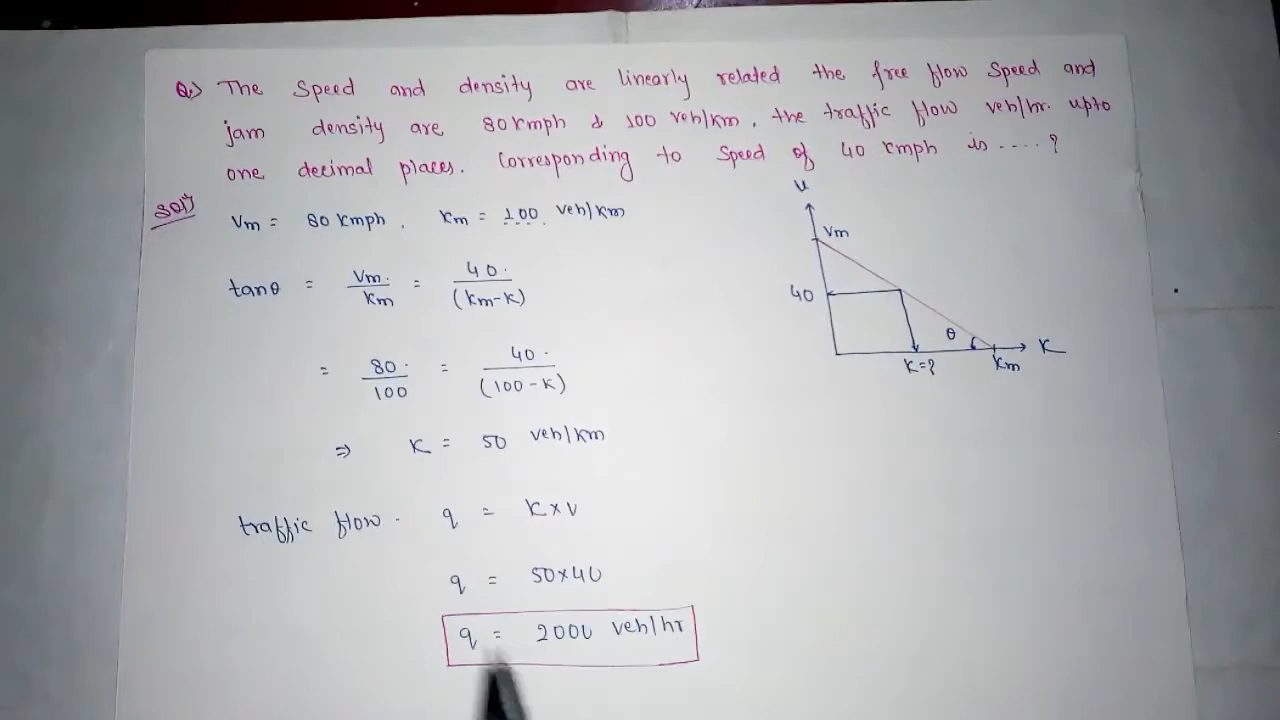 Q.) The Speed and density are linearly related the free flow speed and
jam density are 80 Kmph & 100 veh/km, the traffic flow veh/hr. upto
one decimal places. Corresponding to Speed of 40 kmph is ....?
Sol)
Vm = 80 Kmph, Km = 100 veh/km
tanθ = Vm/Km = 40/(Km-K)
= 80/100 = 40/(100-K)
⇒ K = 50 veh/km
traffic flow. q = K×V
q = 50×40
q = 2000 veh/hr
u
Vm
40
θ
K=?
Km
K